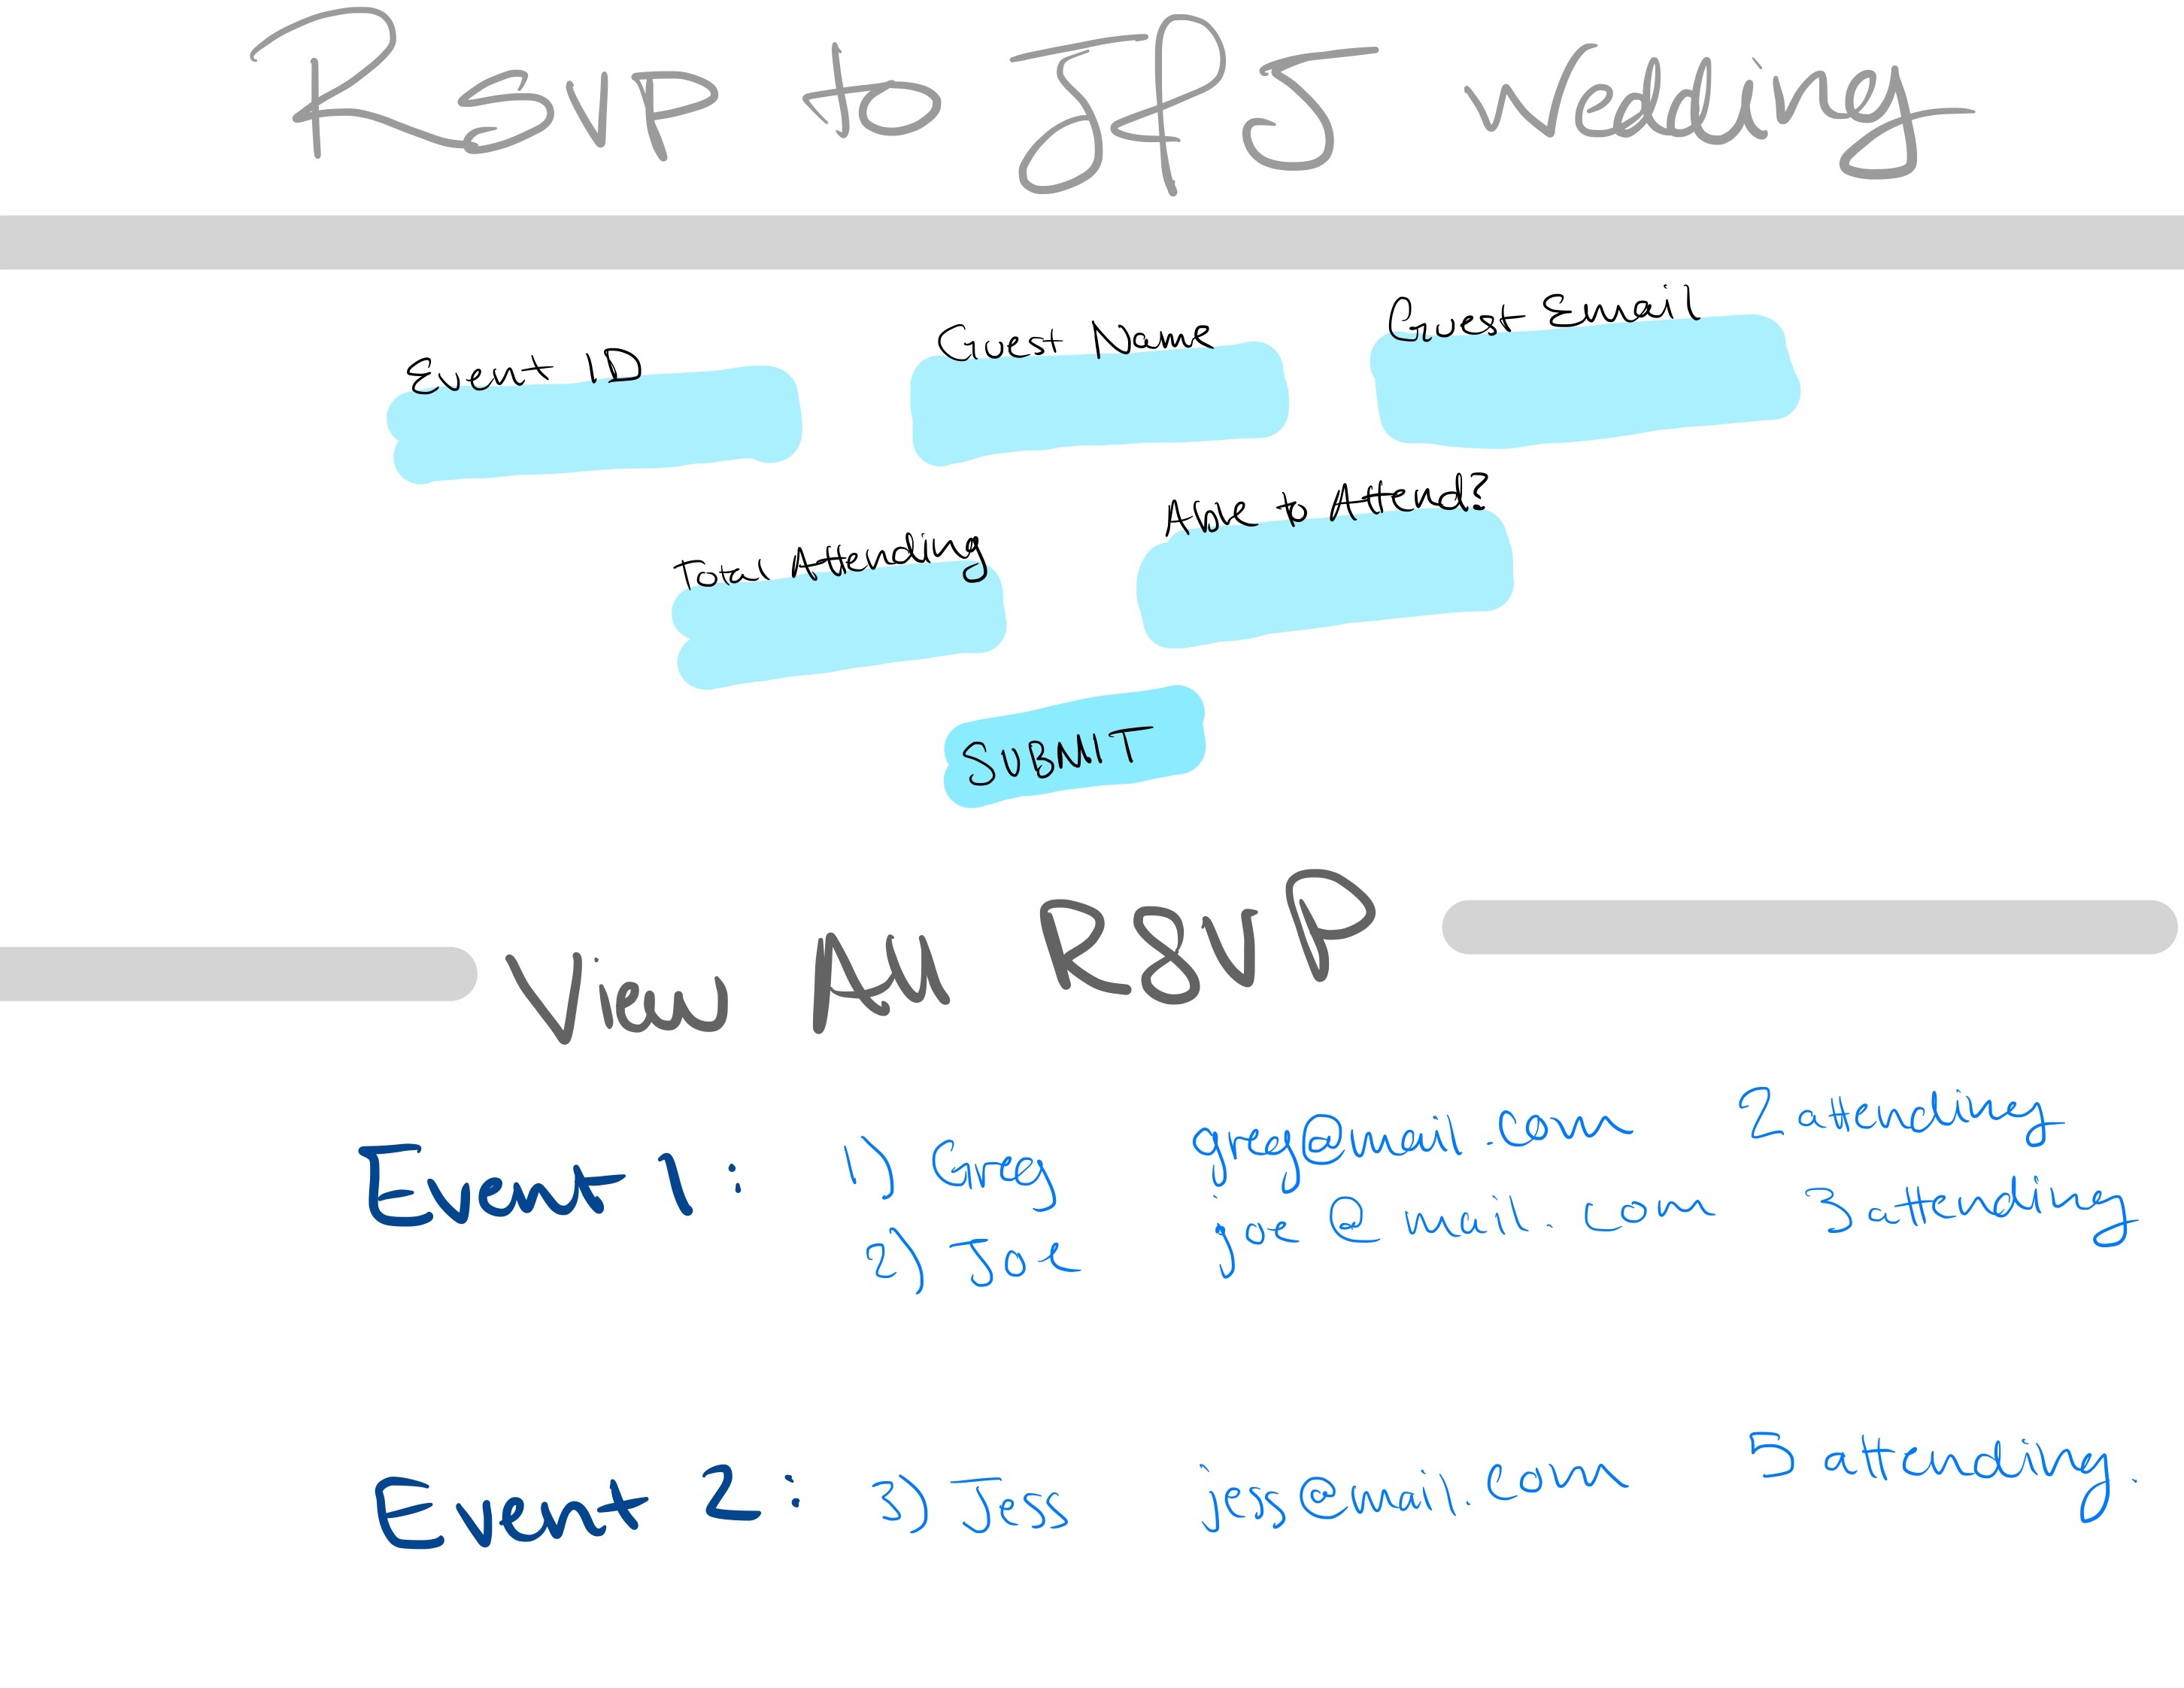 RSVP to J&S wedding
Event ID
Guest Name
Guest Email
Total Attending
Able to Attend?
SUBMIT
View All RSVP
Event 1:
1) Greg greg@mail.com 2 attending
2) Joe joe@mail.com 3 attending
Event 2:
3) Jess jess@mail.com 5 attending.